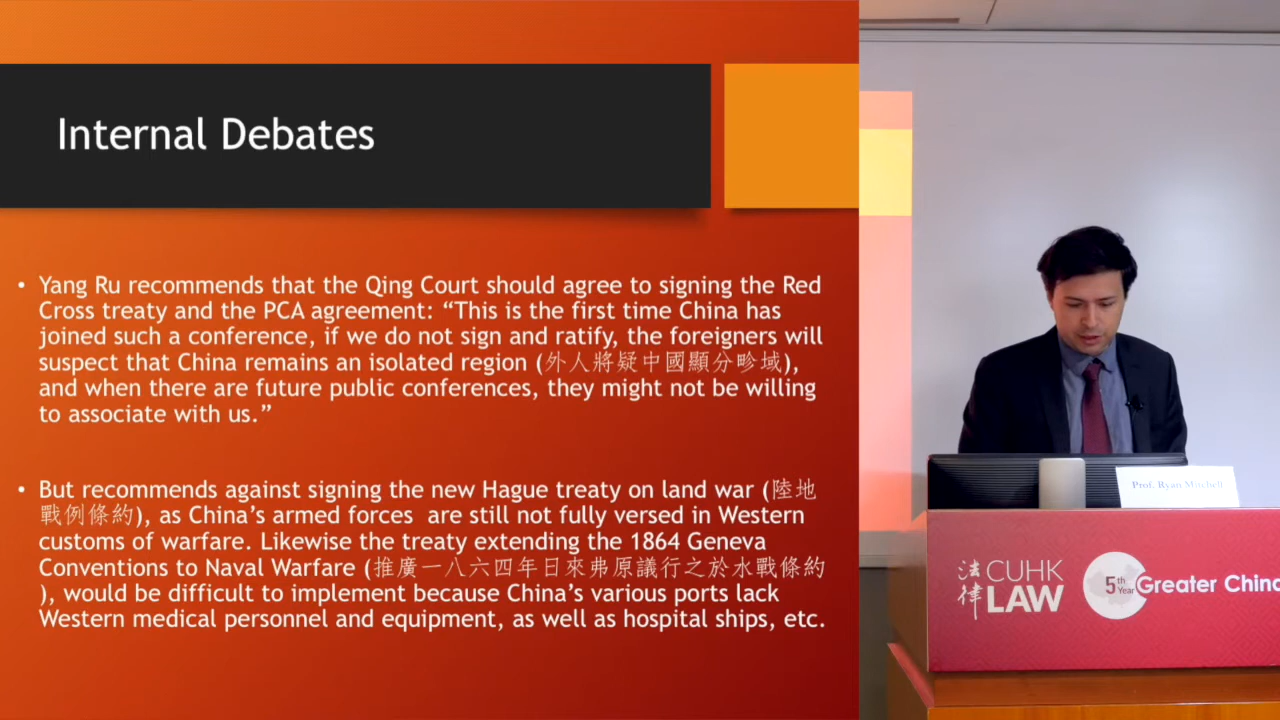 Internal Debates
• Yang Ru recommends that the Qing Court should agree to signing the Red
Cross treaty and the PCA agreement: “This is the first time China has
joined such a conference, if we do not sign and ratify, the foreigners will
suspect that China remains an isolated region (外人將疑中國顯分畛域),
and when there are future public conferences, they might not be willing
to associate with us.”
• But recommends against signing the new Hague treaty on land war (陸地
戰例條約), as China’s armed forces are still not fully versed in Western
customs of warfare. Likewise the treaty extending the 1864 Geneva
Conventions to Naval Warfare (推廣一八六四年日來弗原議行之於水戰條約
), would be difficult to implement because China’s various ports lack
Western medical personnel and equipment, as well as hospital ships, etc.
Prof. Ryan Mitchell
法律
CUHK
LAW
5th
Year
Greater China